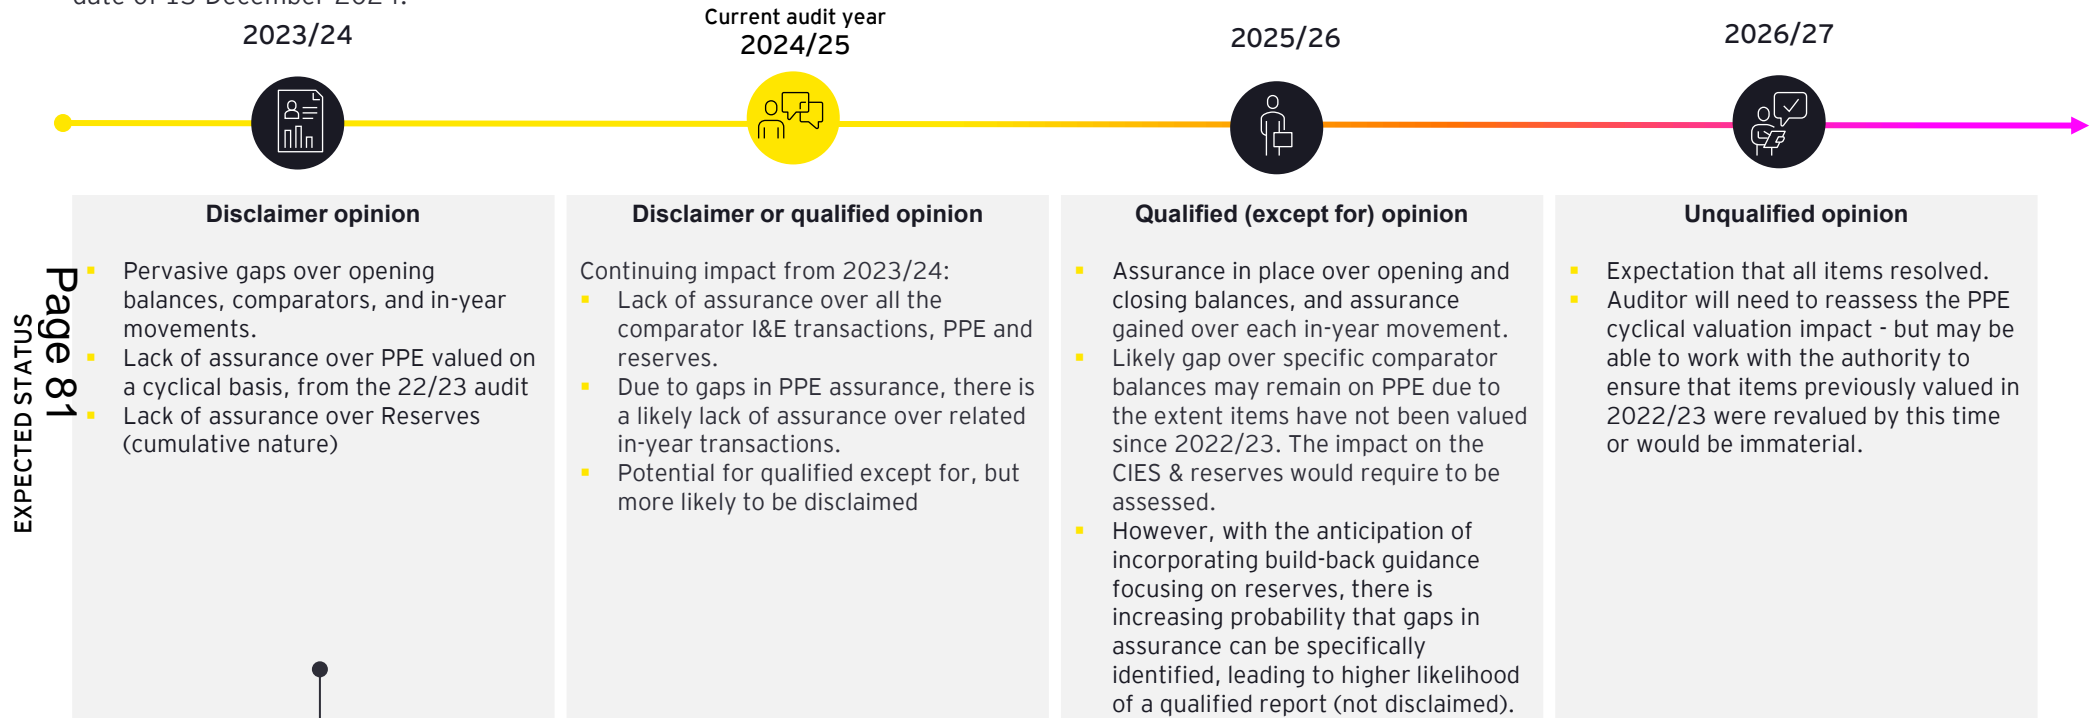 date of 13 December 2024.
2023/24
Current audit year
2024/25
2025/26
2026/27
EXPECTED STATUS
Page 81
Disclaimer opinion
▪ Pervasive gaps over opening
balances, comparators, and in-year
movements.
▪ Lack of assurance over PPE valued on
a cyclical basis, from the 22/23 audit
▪ Lack of assurance over Reserves
(cumulative nature)
Disclaimer or qualified opinion
Continuing impact from 2023/24:
▪ Lack of assurance over all the
comparator I&E transactions, PPE and
reserves.
▪ Due to gaps in PPE assurance, there is
a likely lack of assurance over related
in-year transactions.
▪ Potential for qualified except for, but
more likely to be disclaimed
Qualified (except for) opinion
▪ Assurance in place over opening and
closing balances, and assurance
gained over each in-year movement.
▪ Likely gap over specific comparator
balances may remain on PPE due to
the extent items have not been valued
since 2022/23. The impact on the
CIES & reserves would require to be
assessed.
▪ However, with the anticipation of
incorporating build-back guidance
focusing on reserves, there is
increasing probability that gaps in
assurance can be specifically
identified, leading to higher likelihood
of a qualified report (not disclaimed).
Unqualified opinion
▪ Expectation that all items resolved.
▪ Auditor will need to reassess the PPE
cyclical valuation impact - but may be
able to work with the authority to
ensure that items previously valued in
2022/23 were revalued by this time
or would be immaterial.